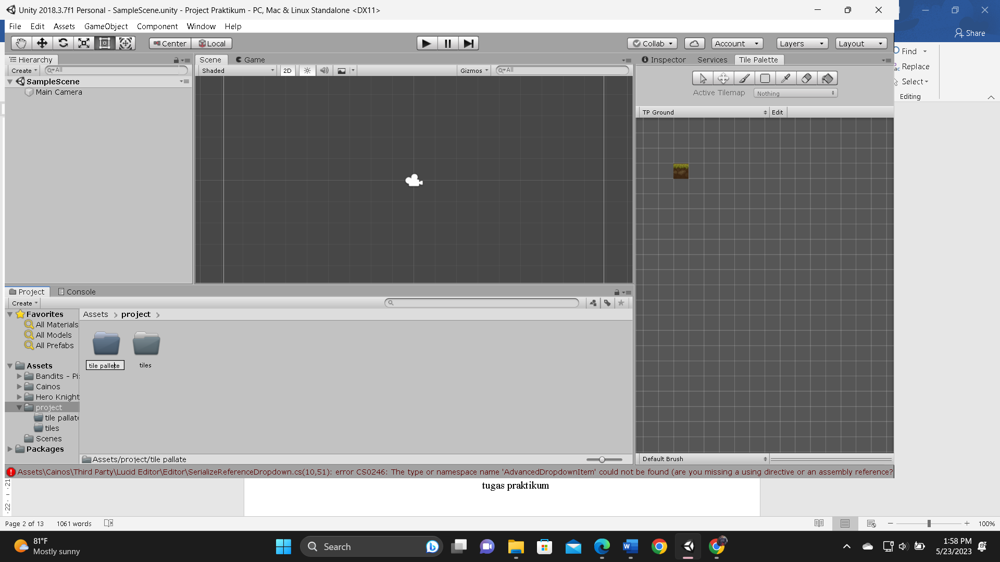 Unity 2018.3.7f1 Personal - SampleScene.unity - Project Praktikum - PC, Mac & Linux Standalone <DX11>
File Edit Assets GameObject Component Window Help
Share
Center Local
Collab Account Layers Layout
Find
Replace
Select
Editing
Hierarchy
Create All
SampleScene
Main Camera
Scene Game
Shaded 2D Gizmos All
Inspector Services Tile Palette
Active Tilemap Nothing
TP Ground Edit
Project Console
Create
Favorites
All Materials
All Models
All Prefabs
Assets
Bandits - Pi
Cainos
Hero Knight
project
tile pallate
tiles
Scenes
Packages
Assets project
tile pallete
tiles
Assets/project/tile pallate
Default Brush
Assets\Cainos\Third Party\Lucid Editor\Editor\SerializeReferenceDropdown.cs(10,51): error CS0246: The type or namespace name 'AdvancedDropdownItem' could not be found (are you missing a using directive or an assembly reference?
21
22
tugas praktikum
Page 2 of 13 1061 words
100%
81°F
Mostly sunny
Search
1:58 PM
5/23/2023